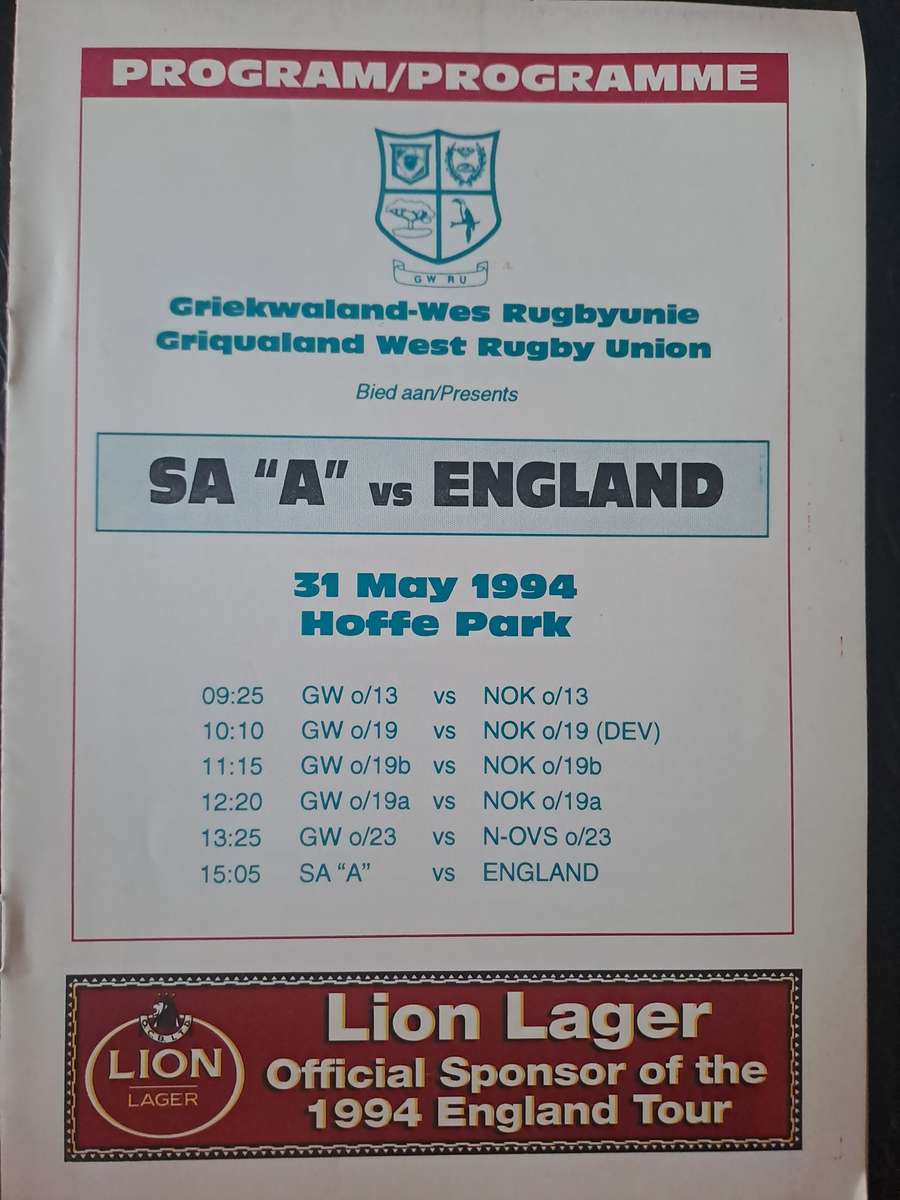 PROGRAM/PROGRAMME
GW RU
Griekwaland-Wes Rugbyunie
Griqualand West Rugby Union
Bied aan/Presents
SA "A" vs ENGLAND
31 May 1994
Hoffe Park
09:25 GW o/13 vs NOK o/13
10:10 GW o/19 vs NOK o/19 (DEV)
11:15 GW o/19b vs NOK o/19b
12:20 GW o/19a vs NOK o/19a
13:25 GW o/23 vs N-OVS o/23
15:05 SA "A" vs ENGLAND
LION
LAGER
Lion Lager
Official Sponsor of the
1994 England Tour